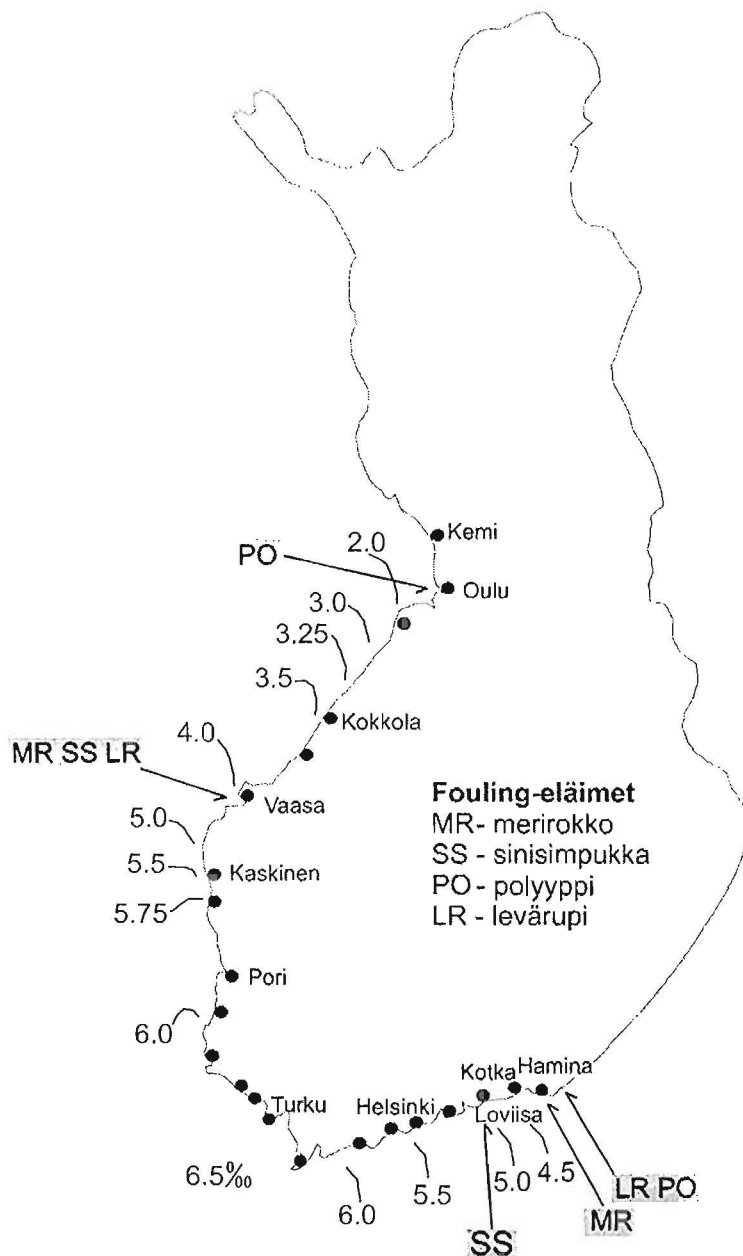 Kemi
PO
2.0
Oulu
3.0
3.25
3.5
Kokkola
4.0
MR SS LR
Vaasa
Fouling-eläimet
MR- merirokko
SS - sinisimpukka
PO - polyyppi
LR - levärupi
5.0
5.5
Kaskinen
5.75
Pori
6.0
Kotka
Hamina
Turku
Helsinki
Loviisa
6.5‰
6.0
5.5
5.0
4.5
LR PO
MR
SS